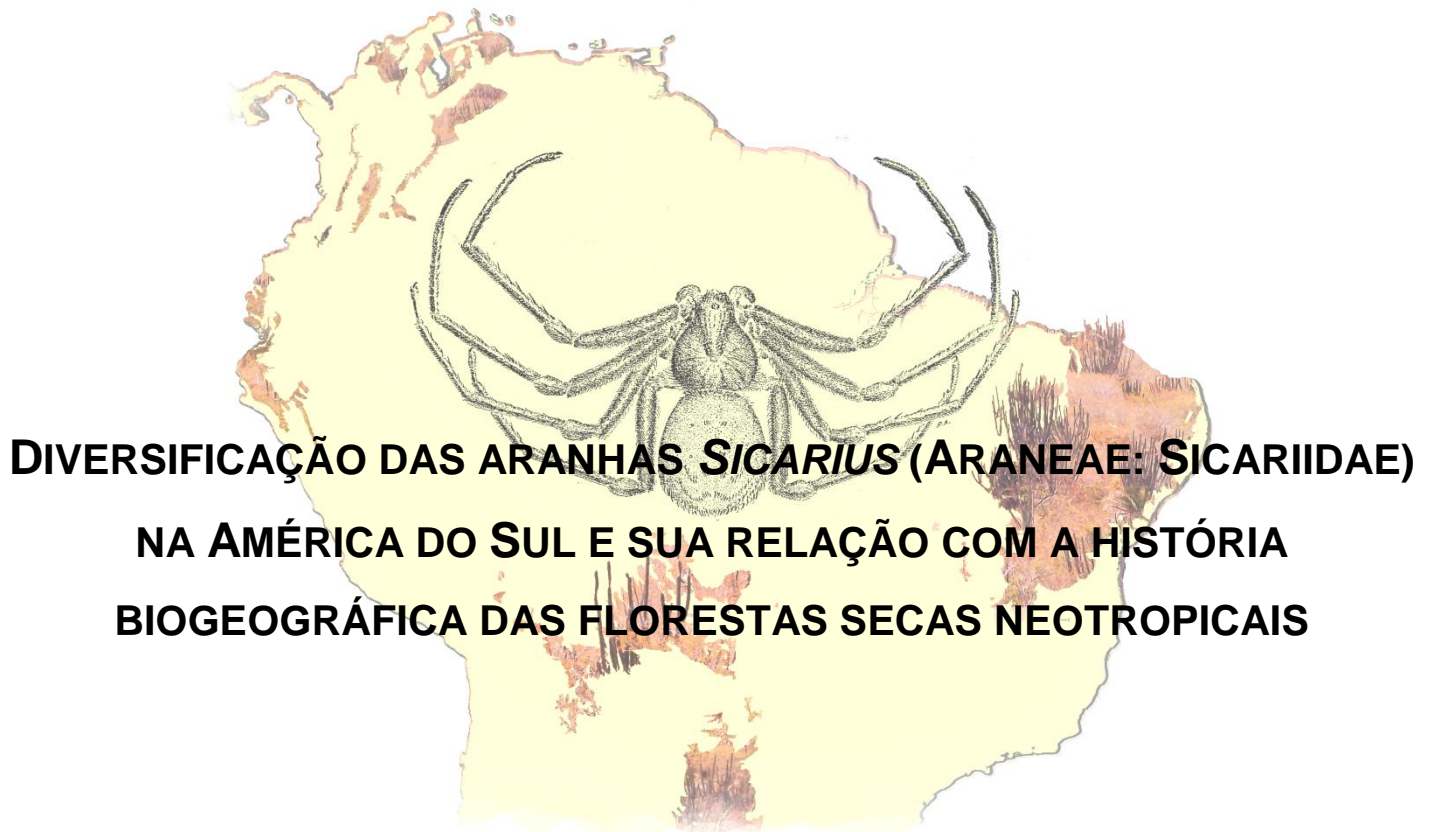 DIVERSIFICAÇÃO DAS ARANHAS SICARIUS (ARANEAE: SICARIIDAE)
NA AMÉRICA DO SUL E SUA RELAÇÃO COM A HISTÓRIA
BIOGEOGRÁFICA DAS FLORESTAS SECAS NEOTROPICAIS